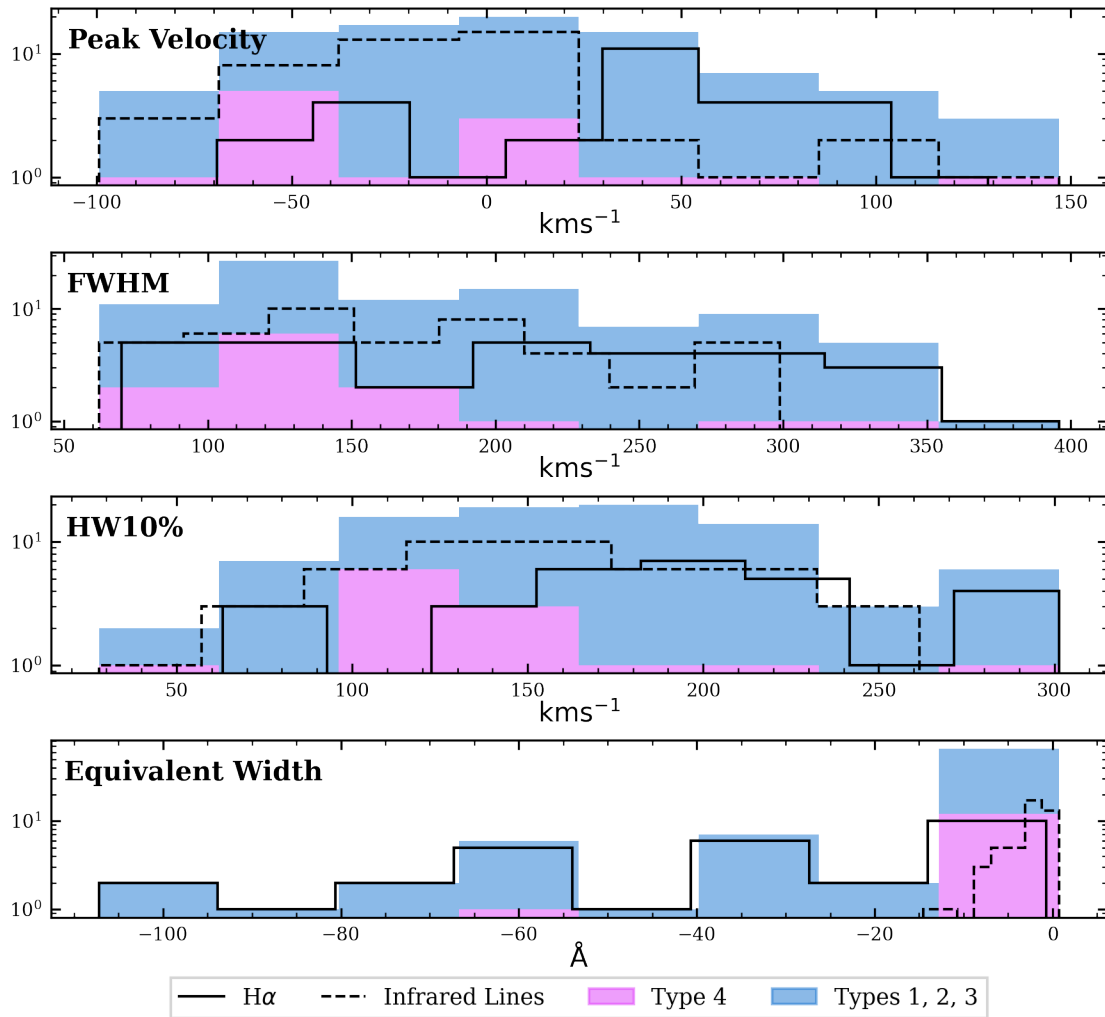 Peak Velocity
10¹
10⁰
−100 −50 0 50 100 150
kms⁻¹
FWHM
10¹
10⁰
50 100 150 200 250 300 350 400
kms⁻¹
HW10%
10¹
10⁰
50 100 150 200 250 300
kms⁻¹
Equivalent Width
10¹
10⁰
−100 −80 −60 −40 −20 0
Å
Hα Infrared Lines Type 4 Types 1, 2, 3